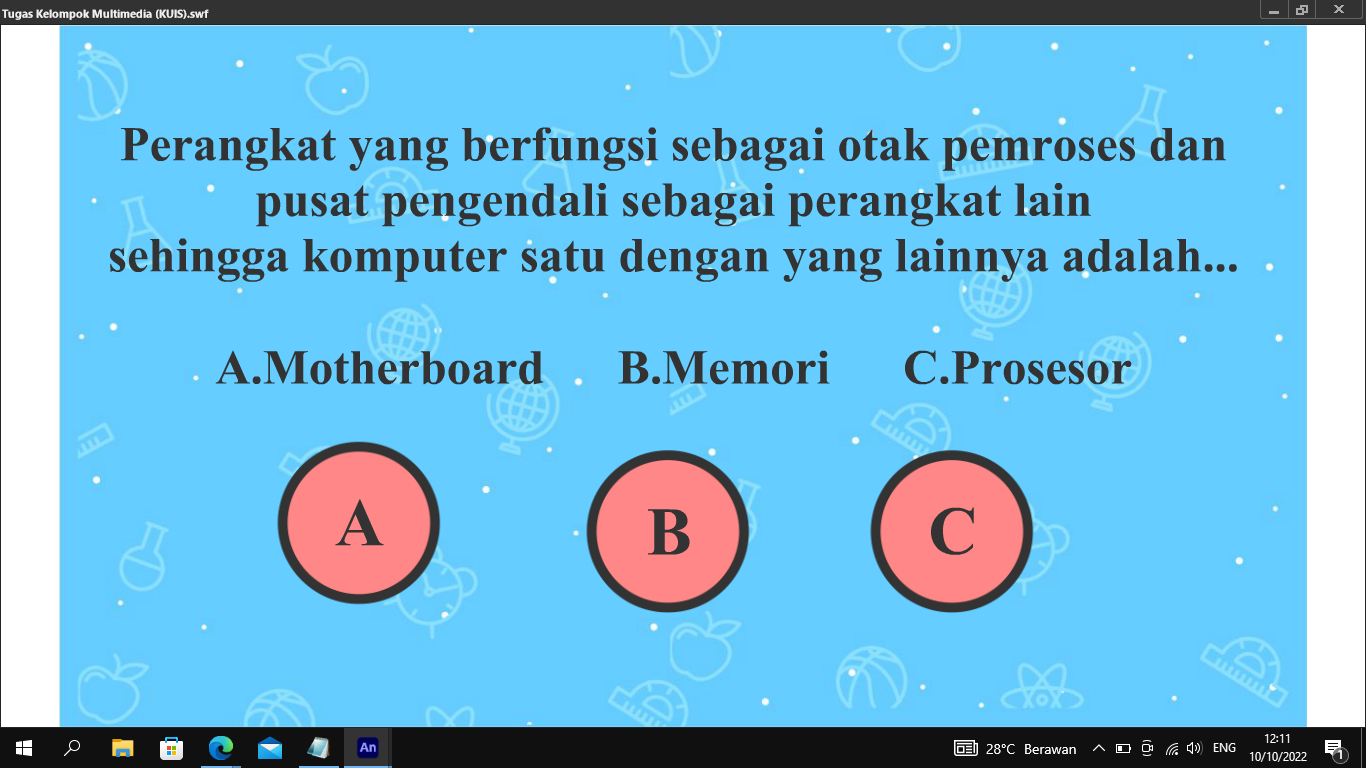 Tugas Kelompok Multimedia (KUIS).swf
Perangkat yang berfungsi sebagai otak pemroses dan
pusat pengendali sebagai perangkat lain
sehingga komputer satu dengan yang lainnya adalah...
A.Motherboard B.Memori C.Prosesor
A B C
An 28°C Berawan ENG 12:11
10/10/2022 1